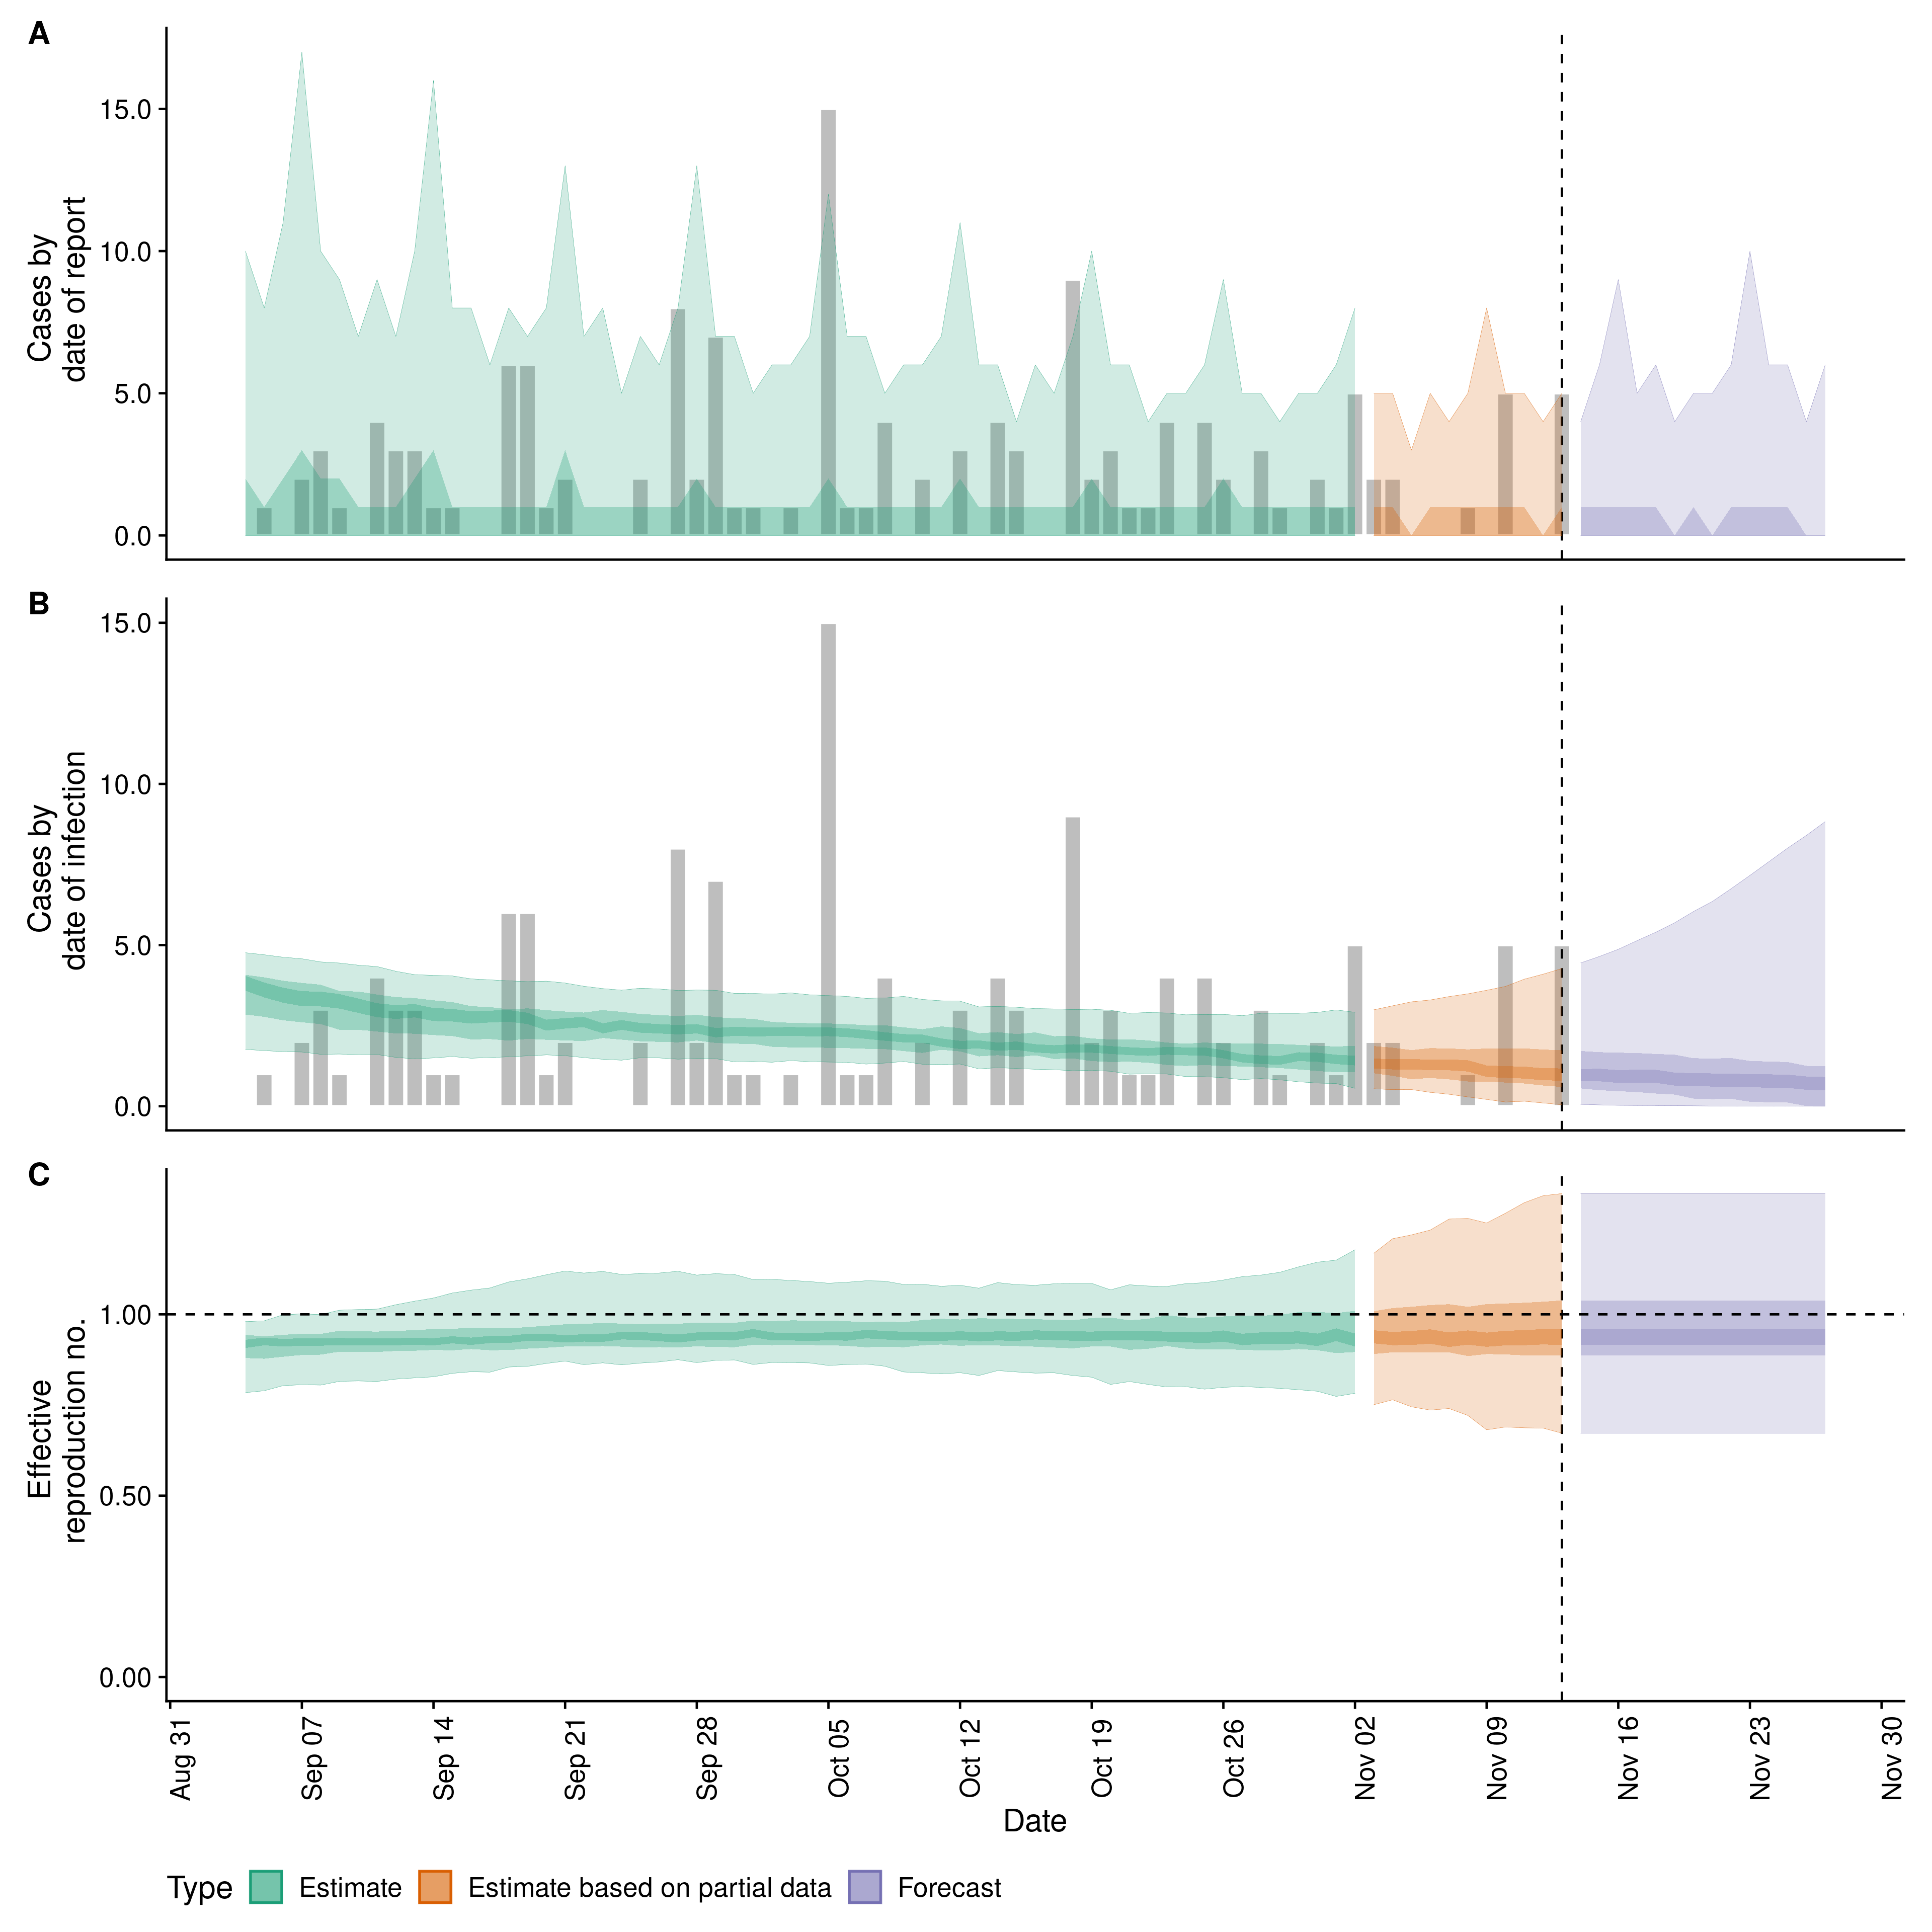 A
Cases by
date of report
15.0
10.0
5.0
0.0
B
Cases by
date of infection
15.0
10.0
5.0
0.0
C
Effective
reproduction no.
1.00
0.50
0.00
Aug 31
Sep 07
Sep 14
Sep 21
Sep 28
Oct 05
Oct 12
Oct 19
Oct 26
Nov 02
Nov 09
Nov 16
Nov 23
Nov 30
Date
Type Estimate Estimate based on partial data Forecast